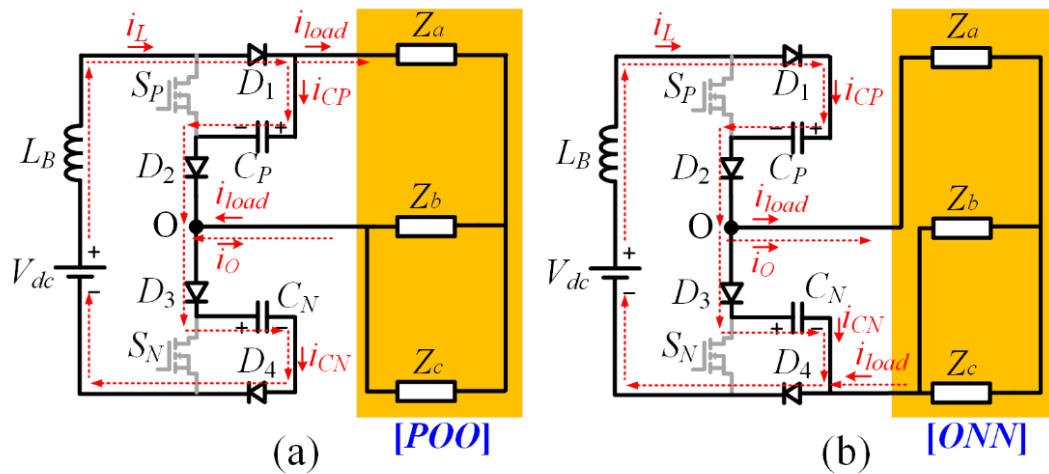 i_L i_load Z_a
S_P D_1 i_CP
− +
L_B D_2 C_P
i_load Z_b
O
+ i_O
V_dc
− D_3 C_N
+ −
S_N i_CN
D_4 Z_c
[POO]
(a)
i_L Z_a
S_P D_1 i_CP
− +
L_B D_2 C_P
i_load Z_b
O
+ i_O
V_dc
− D_3 C_N
+ − i_CN
S_N i_load
D_4 Z_c
[ONN]
(b)